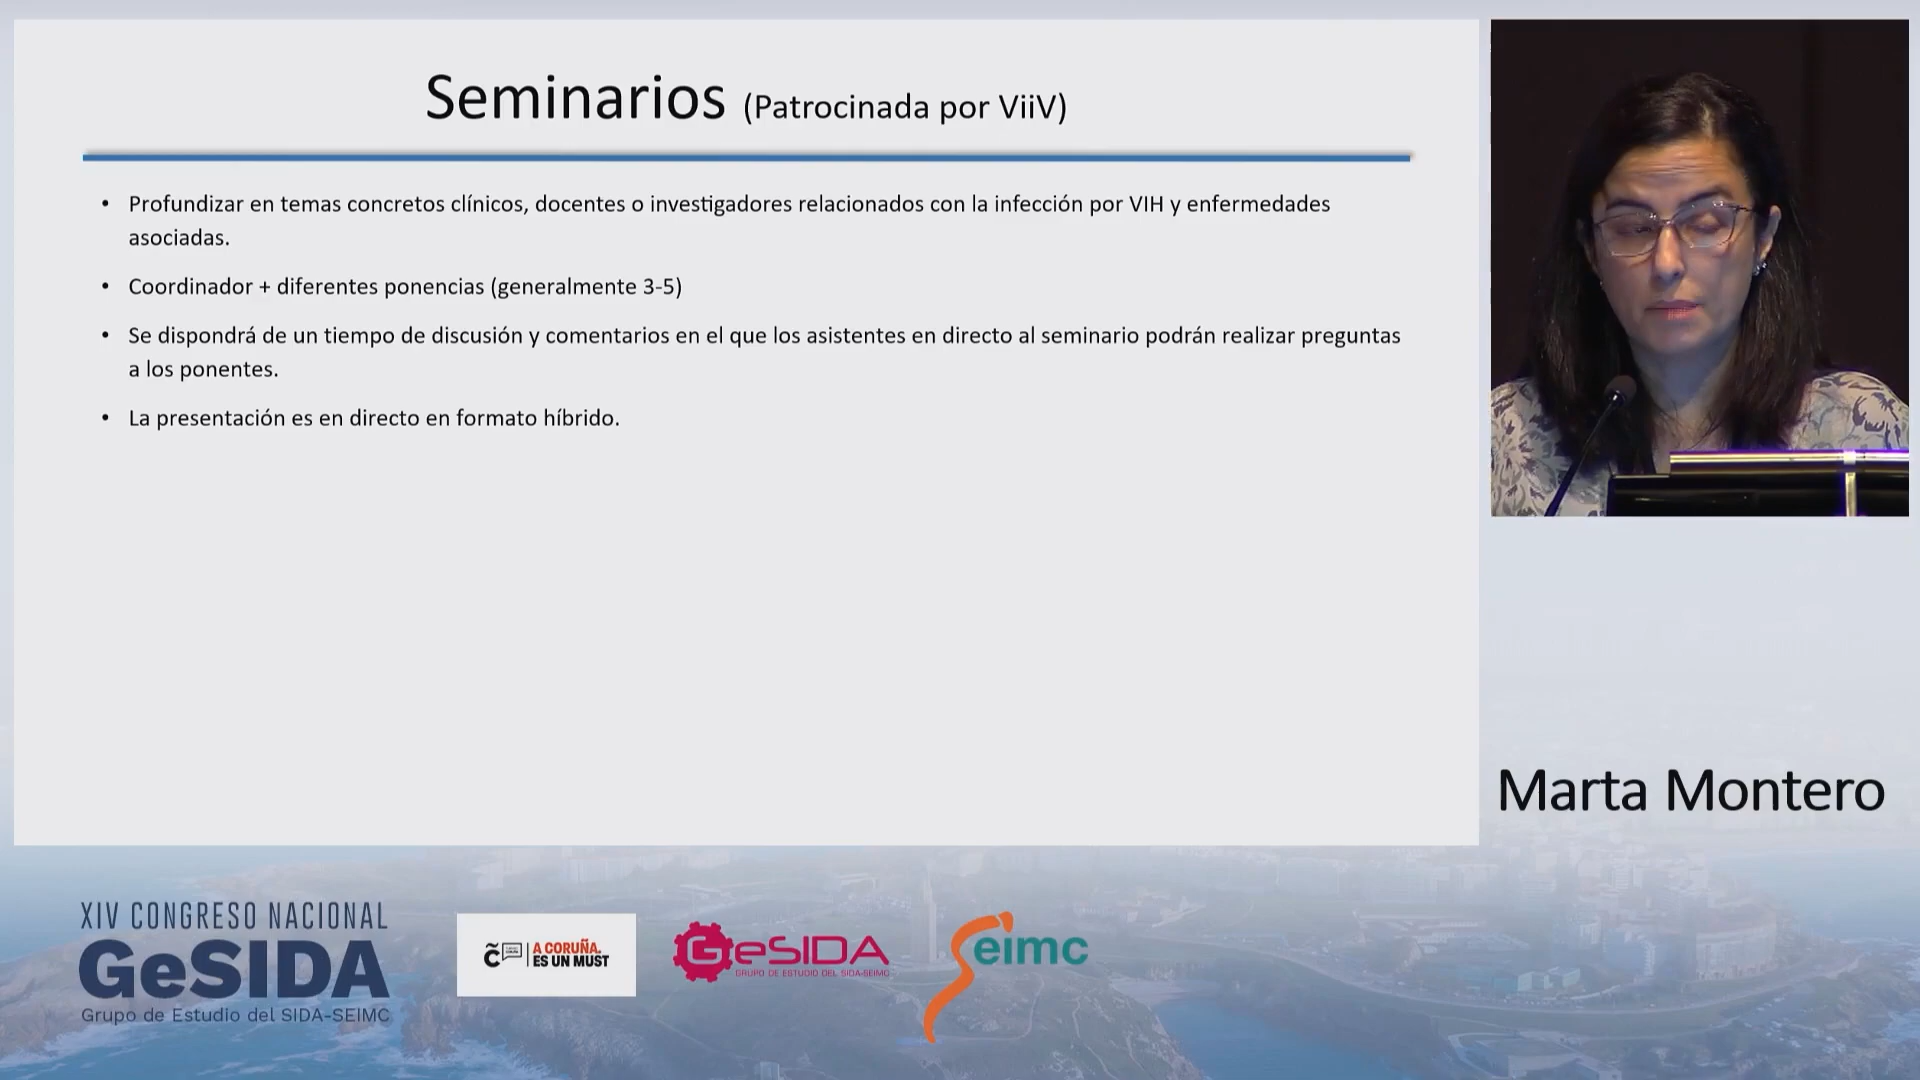 Seminarios (Patrocinada por ViiV)
• Profundizar en temas concretos clínicos, docentes o investigadores relacionados con la infección por VIH y enfermedades
asociadas.
• Coordinador + diferentes ponencias (generalmente 3-5)
• Se dispondrá de un tiempo de discusión y comentarios en el que los asistentes en directo al seminario podrán realizar preguntas
a los ponentes.
• La presentación es en directo en formato híbrido.
Marta Montero
XIV CONGRESO NACIONAL
GeSIDA
Grupo de Estudio del SIDA-SEIMC
A CORUÑA.
ES UN MUST
GeSIDA
GRUPO DE ESTUDIO DEL SIDA-SEIMC
Seimc